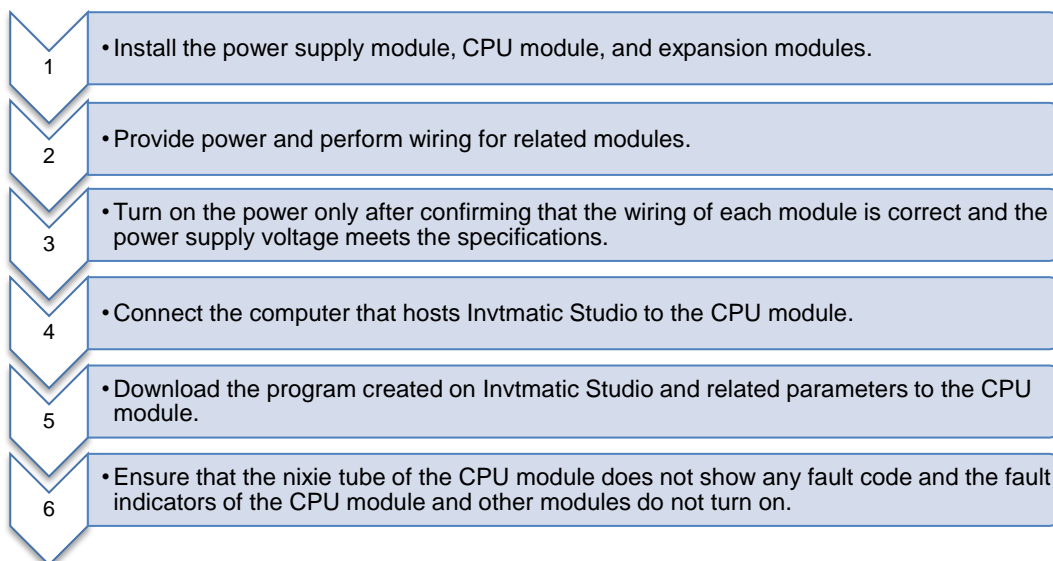 1
•Install the power supply module, CPU module, and expansion modules.
2
•Provide power and perform wiring for related modules.
3
•Turn on the power only after confirming that the wiring of each module is correct and the
power supply voltage meets the specifications.
4
•Connect the computer that hosts Invtmatic Studio to the CPU module.
5
•Download the program created on Invtmatic Studio and related parameters to the CPU
module.
6
•Ensure that the nixie tube of the CPU module does not show any fault code and the fault
indicators of the CPU module and other modules do not turn on.